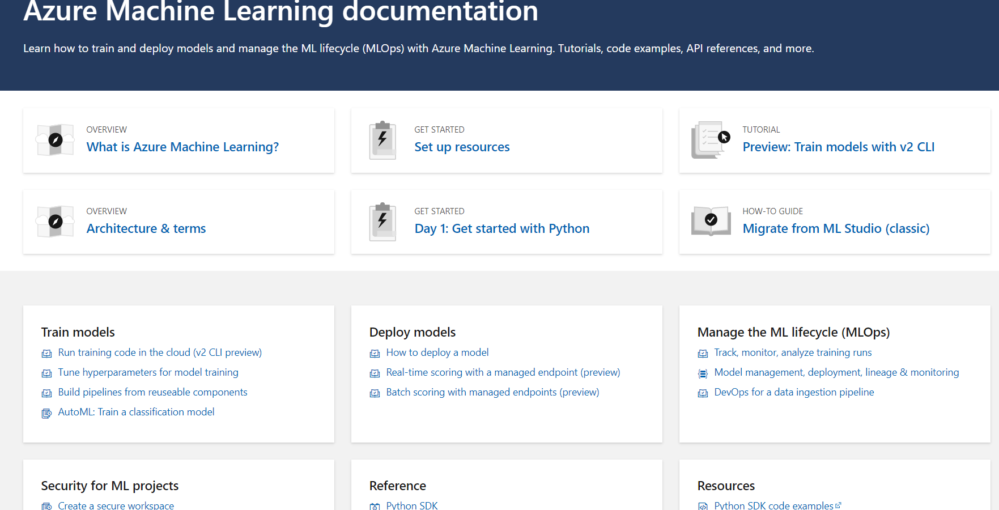 Azure Machine Learning documentation
Learn how to train and deploy models and manage the ML lifecycle (MLOps) with Azure Machine Learning. Tutorials, code examples, API references, and more.
OVERVIEW
What is Azure Machine Learning?
GET STARTED
Set up resources
TUTORIAL
Preview: Train models with v2 CLI
OVERVIEW
Architecture & terms
GET STARTED
Day 1: Get started with Python
HOW-TO GUIDE
Migrate from ML Studio (classic)
Train models
Run training code in the cloud (v2 CLI preview)
Tune hyperparameters for model training
Build pipelines from reuseable components
AutoML: Train a classification model
Deploy models
How to deploy a model
Real-time scoring with a managed endpoint (preview)
Batch scoring with managed endpoints (preview)
Manage the ML lifecycle (MLOps)
Track, monitor, analyze training runs
Model management, deployment, lineage & monitoring
DevOps for a data ingestion pipeline
Security for ML projects
Create a secure workspace
Reference
Python SDK
Resources
Python SDK code examples